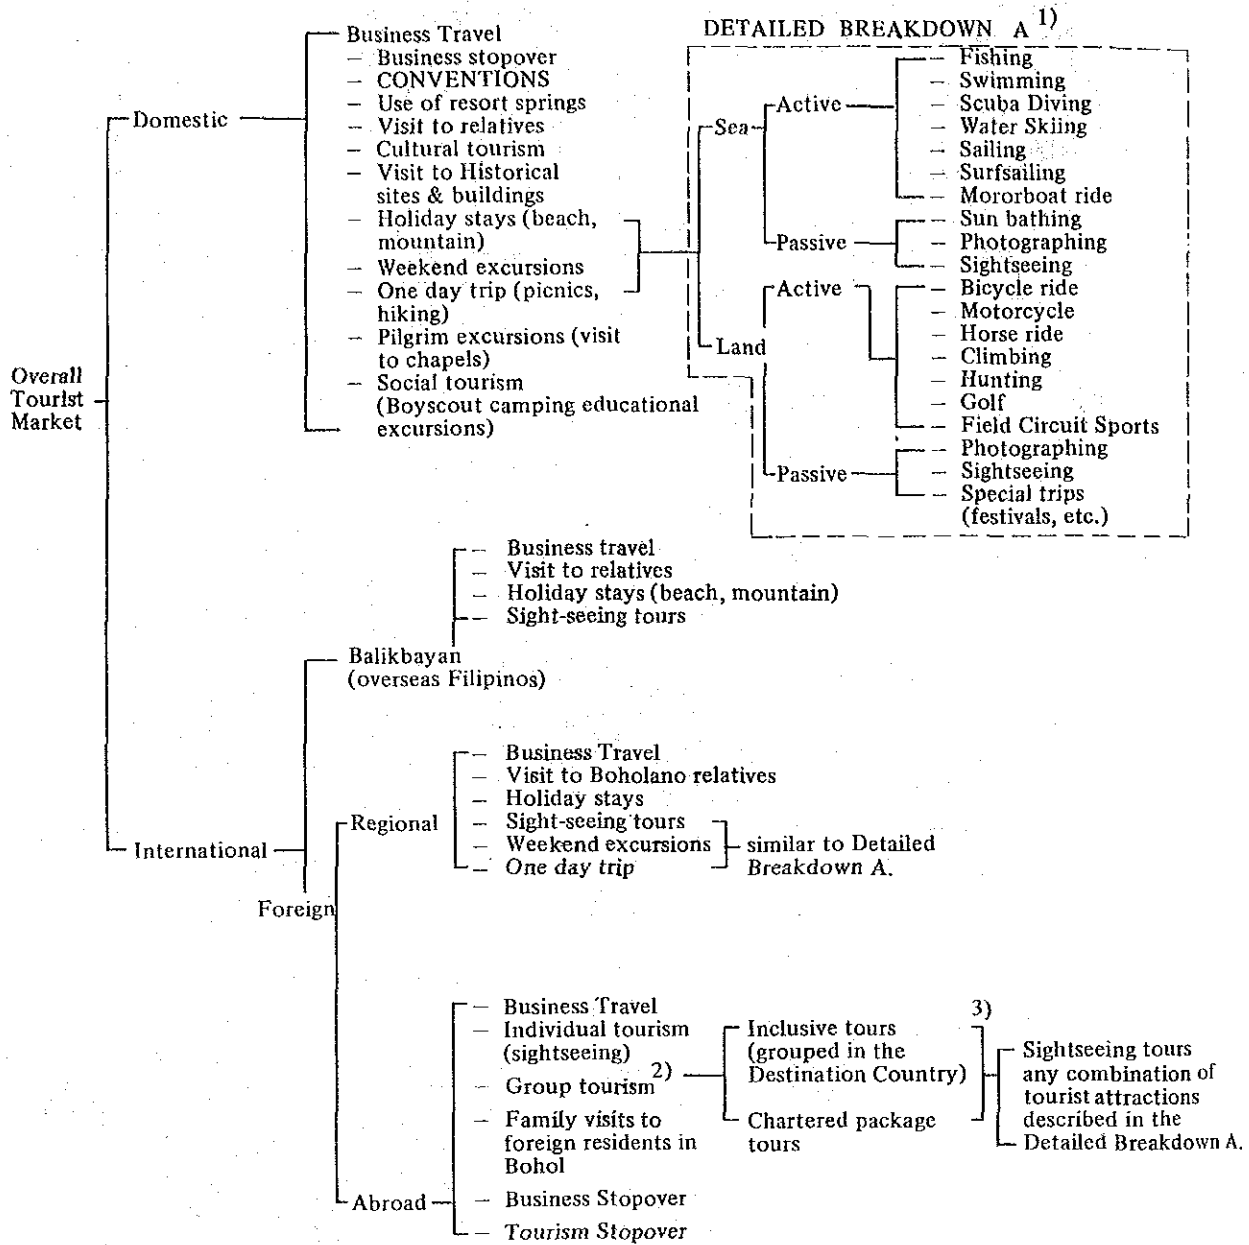 DETAILED BREAKDOWN A 1)
Business Travel
– Business stopover
– CONVENTIONS
– Use of resort springs
– Visit to relatives
– Cultural tourism
– Visit to Historical
sites & buildings
– Holiday stays (beach,
mountain)
– Weekend excursions
– One day trip (picnics,
hiking)
– Pilgrim excursions (visit
to chapels)
– Social tourism
(Boyscout camping educational
excursions)
Domestic
Sea
Active
– Fishing
– Swimming
– Scuba Diving
– Water Skiing
– Sailing
– Surfsailing
– Mororboat ride
Passive
– Sun bathing
– Photographing
– Sightseeing
Land
Active
– Bicycle ride
– Motorcycle
– Horse ride
– Climbing
– Hunting
– Golf
– Field Circuit Sports
Passive
– Photographing
– Sightseeing
– Special trips
(festivals, etc.)
Overall
Tourist
Market
– Business travel
– Visit to relatives
– Holiday stays (beach, mountain)
– Sight-seeing tours
Balikbayan
(overseas Filipinos)
International
Foreign
Regional
– Business Travel
– Visit to Boholano relatives
– Holiday stays
– Sight-seeing tours
– Weekend excursions
– One day trip
similar to Detailed
Breakdown A.
Abroad
– Business Travel
– Individual tourism
(sightseeing)
– Group tourism 2)
– Family visits to
foreign residents in
Bohol
– Business Stopover
– Tourism Stopover
– Inclusive tours
(grouped in the
Destination Country)
– Chartered package
tours
3)
– Sightseeing tours
any combination of
tourist attractions
described in the
– Detailed Breakdown A.